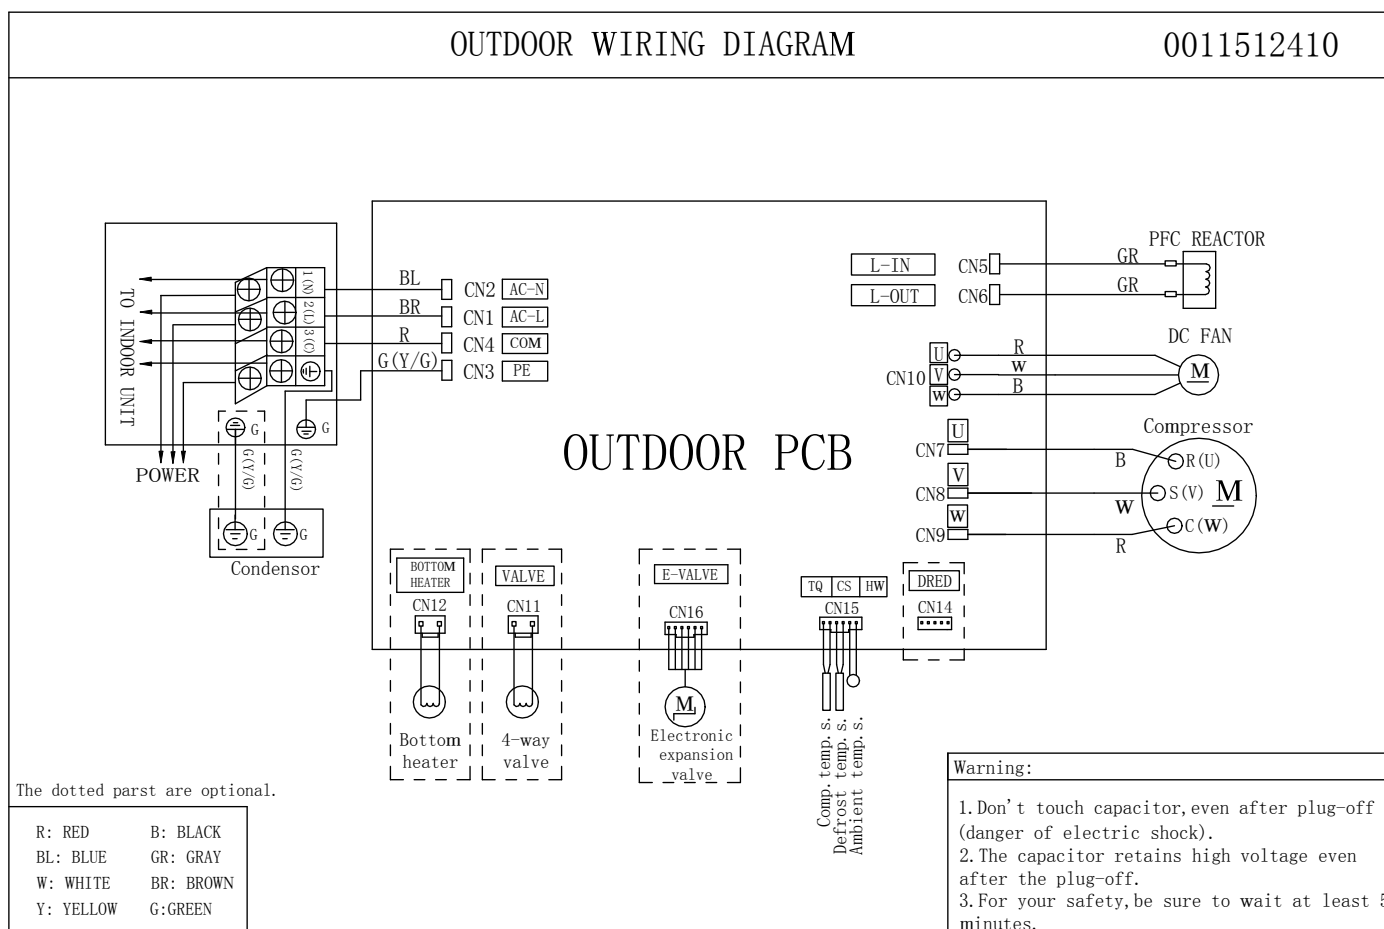 OUTDOOR WIRING DIAGRAM
0011512410
TO INDOOR UNIT
1(N)
2(L)
3(C)
BL
BR
R
G(Y/G)
CN2 AC-N
CN1 AC-L
CN4 COM
CN3 PE
G
G
G(Y/G)
G(Y/G)
POWER
G
G
Condensor
OUTDOOR PCB
L-IN
CN5
GR
L-OUT
CN6
GR
PFC REACTOR
DC FAN
CN10
U
V
W
R
W
B
M
Compressor
U
CN7
B
R(U)
V
CN8
W
S(V)
M
W
CN9
R
C(W)
BOTTOM
HEATER
CN12
Bottom
heater
VALVE
CN11
4-way
valve
E-VALVE
CN16
M
Electronic
expansion
valve
TQ CS HW
CN15
Comp. temp. s.
Defrost temp. s.
Ambient temp. s.
DRED
CN14
The dotted parst are optional.
R: RED B: BLACK
BL: BLUE GR: GRAY
W: WHITE BR: BROWN
Y: YELLOW G:GREEN
Warning:
1.Don't touch capacitor,even after plug-off
(danger of electric shock).
2.The capacitor retains high voltage even
after the plug-off.
3.For your safety,be sure to wait at least 5
minutes.